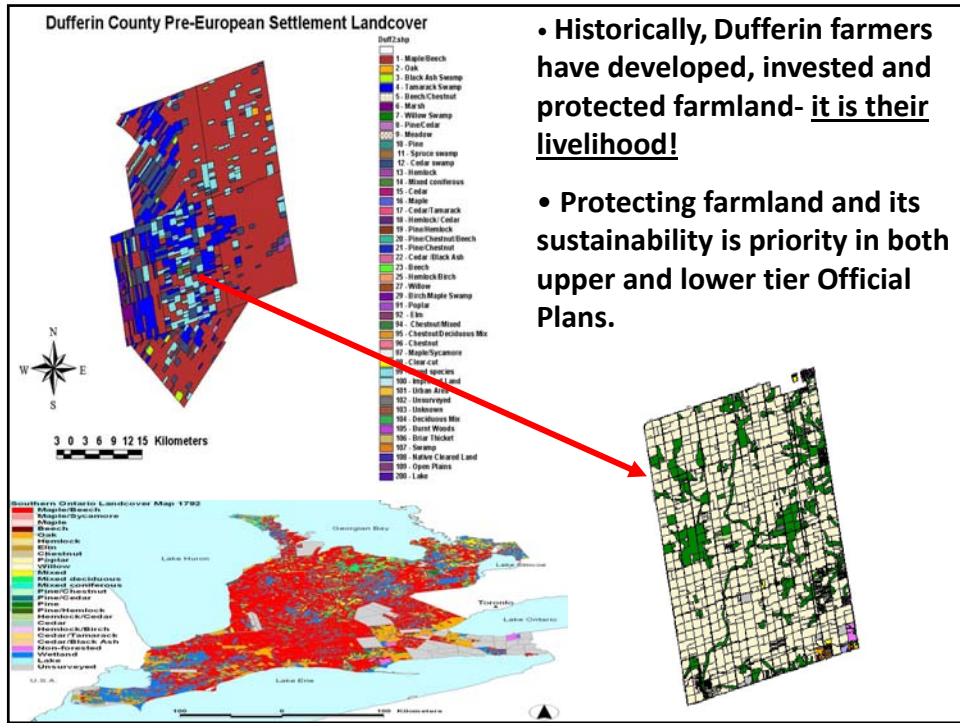 Dufferin County Pre-European Settlement Landcover
Duff2.shp
1 - Maple/Beech
2 - Oak
3 - Black Ash Swamp
4 - Tamarack Swamp
5 - Beech/Chestnut
6 - Marsh
7 - Willow Swamp
8 - Pine/Cedar
9 - Meadow
10 - Pine
11 - Spruce swamp
12 - Cedar swamp
13 - Hemlock
14 - Mixed coniferous
15 - Cedar
16 - Maple
17 - Cedar/Tamarack
18 - Hemlock/ Cedar
19 - Pine/Hemlock
20 - Pine/Chestnut/Beech
21 - Pine/Chestnut
22 - Cedar /Black Ash
23 - Beech
25 - Hemlock/Birch
27 - Willow
29 - Birch Maple Swamp
91 - Poplar
92 - Elm
94 - Chestnut/Mixed
95 - Chestnut/Deciduous Mix
96 - Chestnut
97 - Maple/Sycamore
98 - Clear-cut
99 - species
100 - Land
101 - Urban Area
102 - Unsurveyed
103 - Unknown
104 - Deciduous Mix
105 - Burnt Woods
106 - Briar Thicket
107 - Swamp
108 - Native Cleared Land
109 - Open Plains
200 - Lake
N
W
E
S
3 0 3 6 9 12 15 Kilometers
• Historically, Dufferin farmers
have developed, invested and
protected farmland- it is their
livelihood!
• Protecting farmland and its
sustainability is priority in both
upper and lower tier Official
Plans.
Southern Ontario Landcover Map 1792
Maple/Beech
Maple/Sycamore
Maple
Beech
Oak
Hemlock
Elm
Chestnut
Poplar
Willow
Mixed
Mixed deciduous
Mixed coniferous
Pine/Chestnut
Pine/Cedar
Pine
Pine/Hemlock
Hemlock/Cedar
Cedar
Hemlock/Birch
Cedar/Tamarack
Cedar/Black Ash
Non-forested
Wetland
Lake
Unsurveyed
Georgian Bay
Lake Huron
Lake Simcoe
Toronto
Lake Ontario
U.S.A.
Lake Erie
100 0 100 Kilometers